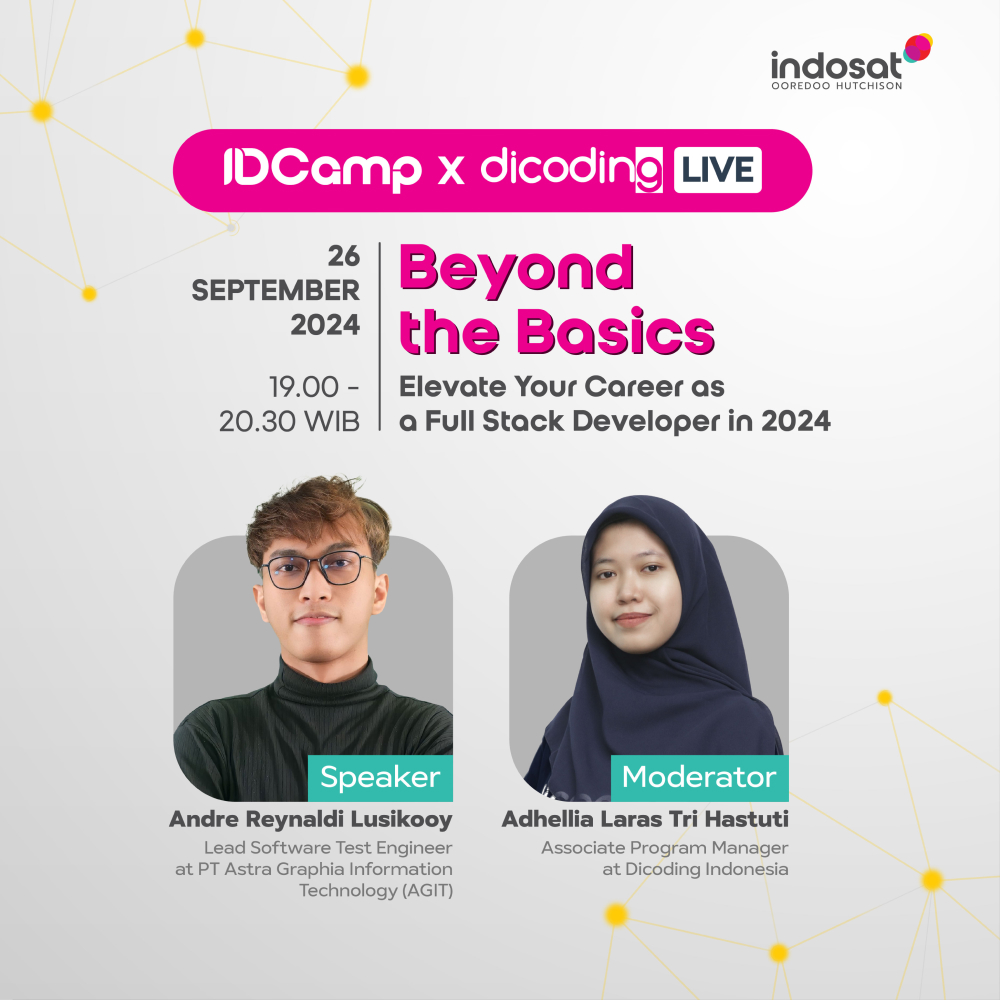 indosat
OOREDOO HUTCHISON
IDCamp x dicoding LIVE
26
SEPTEMBER
2024
19.00 -
20.30 WIB
Beyond
the Basics
Elevate Your Career as
a Full Stack Developer in 2024
Speaker
Andre Reynaldi Lusikooy
Lead Software Test Engineer
at PT Astra Graphia Information
Technology (AGIT)
Moderator
Adhellia Laras Tri Hastuti
Associate Program Manager
at Dicoding Indonesia